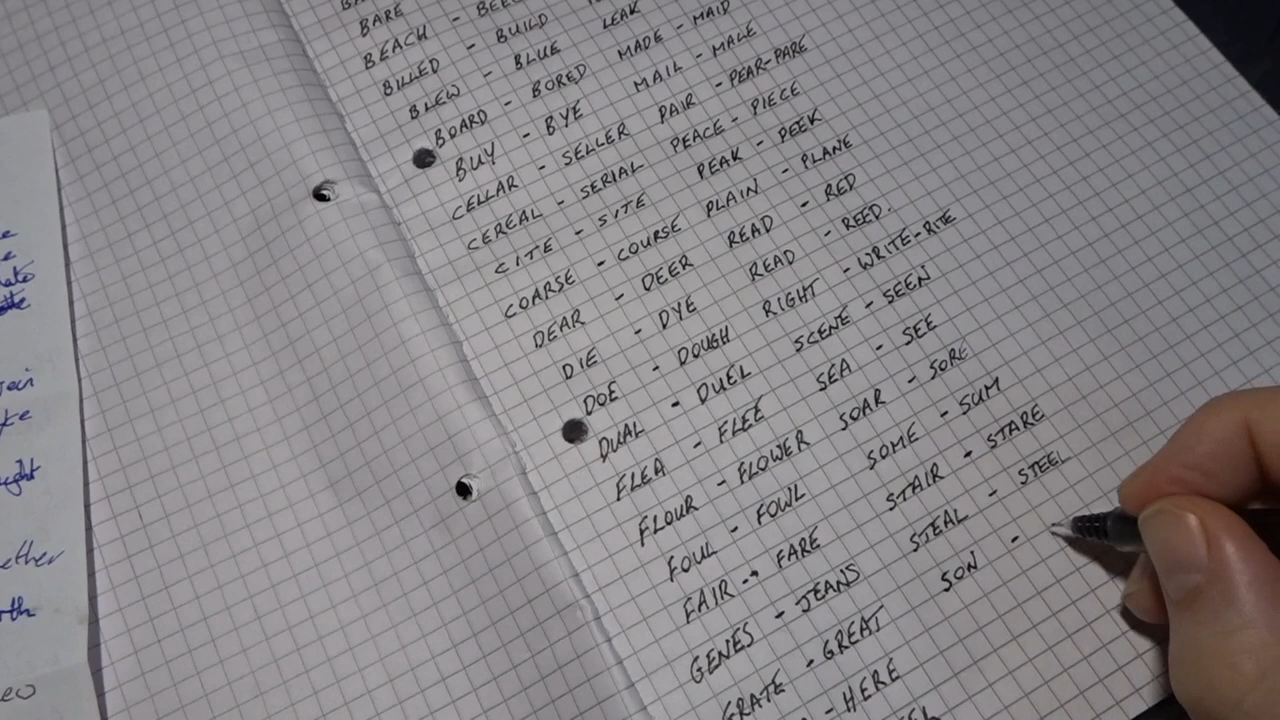 BARE
BEACH -
BILLED - BUILD
BLEW - BLUE LEAK
BOARD - BORED MADE - MAID
BUY - BYE MAIL - MALE
CELLAR - SELLER PAIR - PEAR-PARE
CEREAL - SERIAL PEACE - PIECE
CITE - SITE PEAK - PEEK
COARSE - COURSE PLAIN - PLANE
DEAR - DEER READ - RED
DIE - DYE READ - REED.
DOE - DOUGH RIGHT - WRITE-RITE
DUAL - DUEL SCENE - SEEN
FLEA - FLEE SEA - SEE
FLOUR - FLOWER SOAR - SORE
FOUL - FOWL SOME - SUM
FAIR - FARE STAIR - STARE
GENES - JEANS STEAL - STEEL
GRATE - GREAT SON -
- HERE